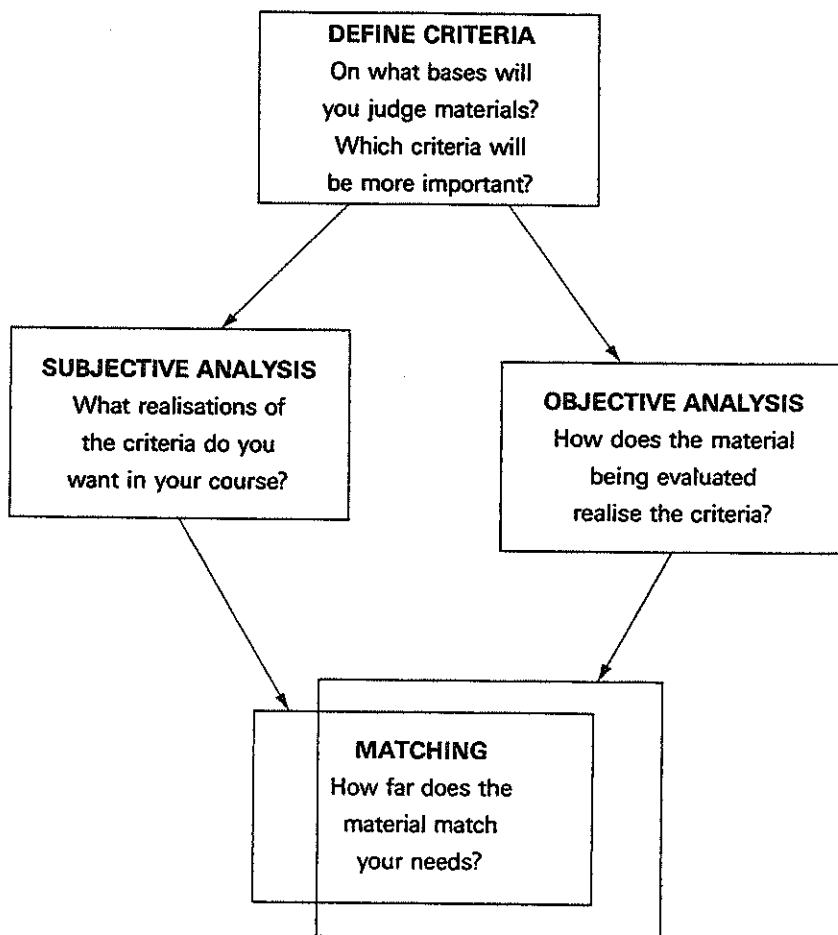 DEFINE CRITERIA
On what bases will
you judge materials?
Which criteria will
be more important?
SUBJECTIVE ANALYSIS
What realisations of
the criteria do you
want in your course?
OBJECTIVE ANALYSIS
How does the material
being evaluated
realise the criteria?
MATCHING
How far does the
material match
your needs?